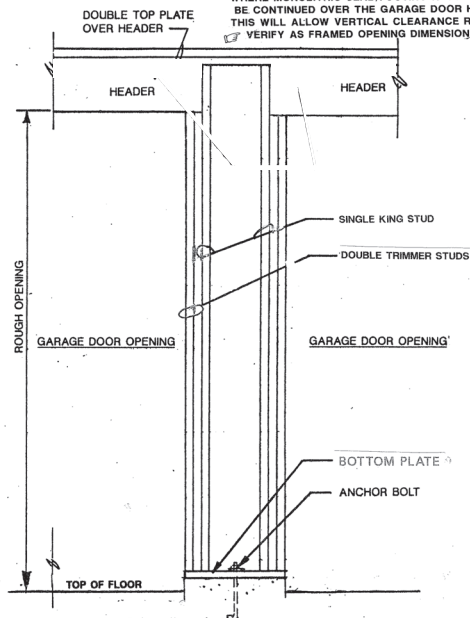 BE CONTINUED OVER THE GARAGE DOOR H
THIS WILL ALLOW VERTICAL CLEARANCE R
VERIFY AS FRAMED OPENING DIMENSION
DOUBLE TOP PLATE
OVER HEADER
HEADER
HEADER
SINGLE KING STUD
DOUBLE TRIMMER STUDS
ROUGH OPENING
GARAGE DOOR OPENING
GARAGE DOOR OPENING
BOTTOM PLATE
ANCHOR BOLT
TOP OF FLOOR